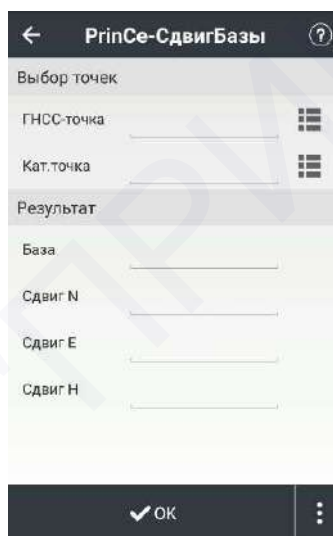 PrinCe-СдвигБазы
Выбор точек
ГНСС-точка
Кат.точка
Результат
База
Сдвиг N
Сдвиг E
Сдвиг H
OK